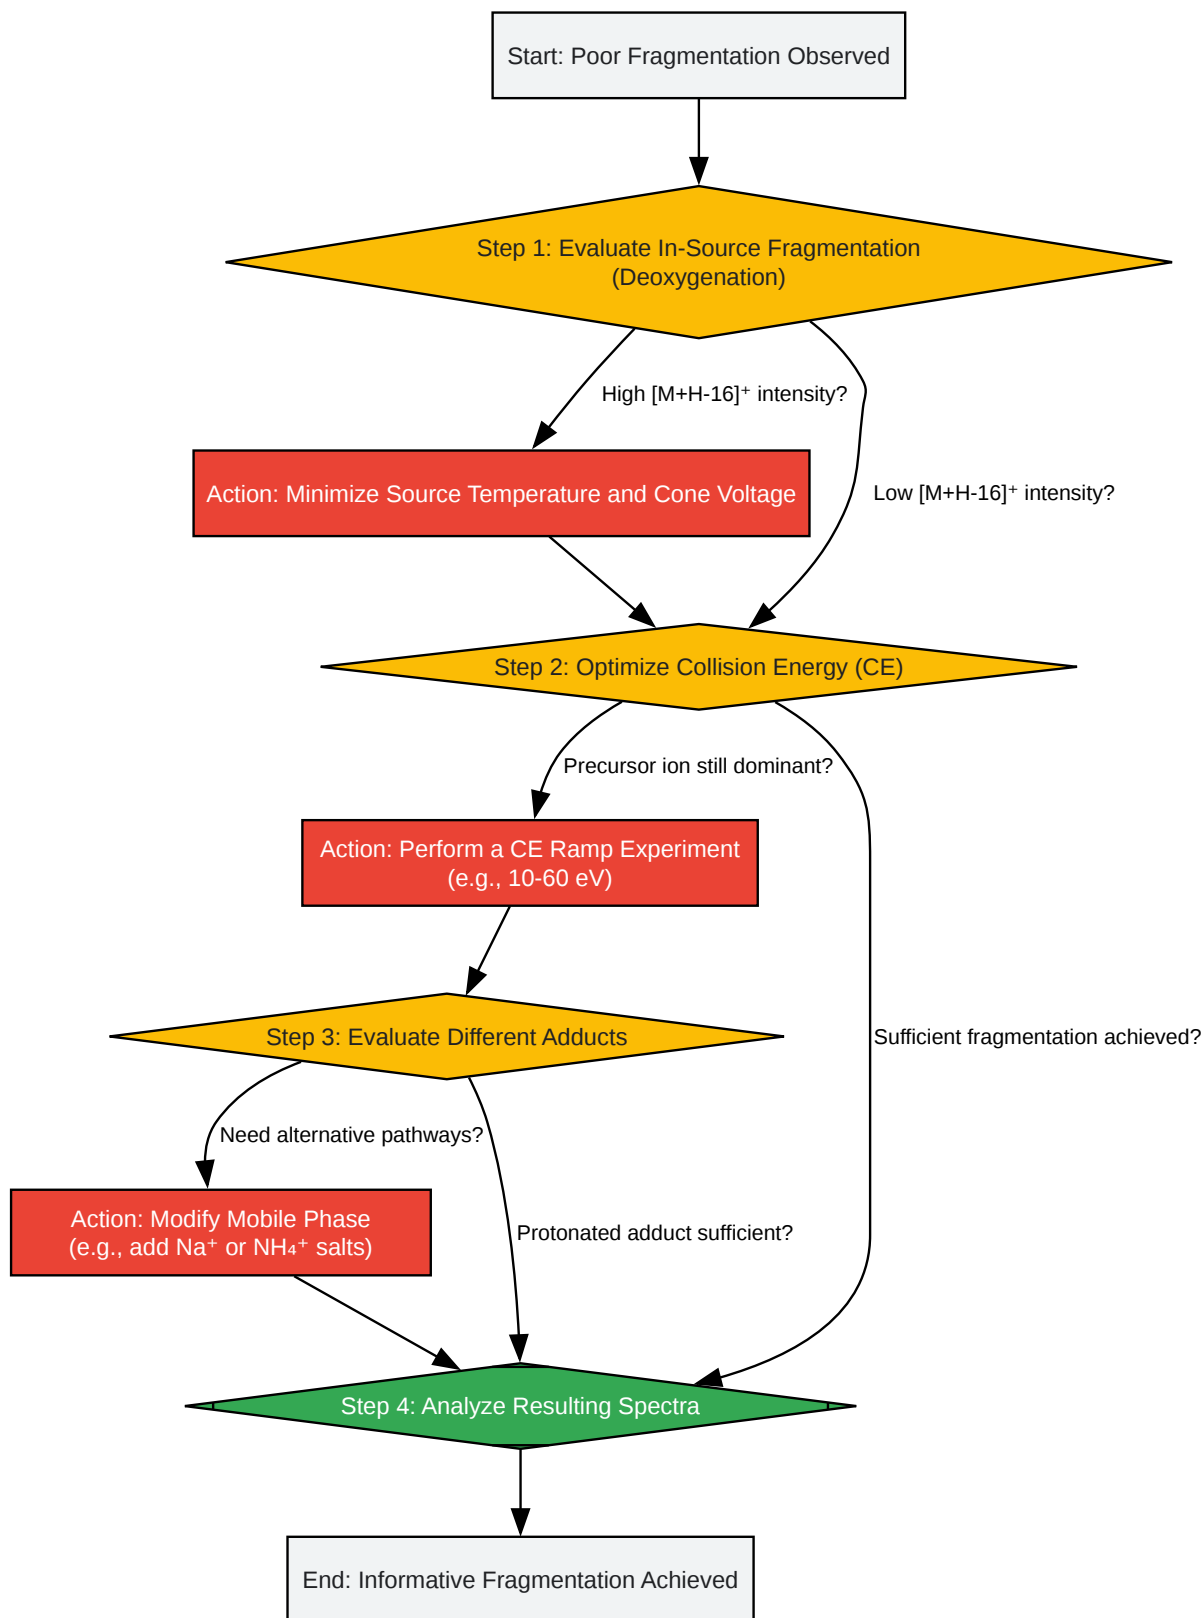 Start: Poor Fragmentation Observed
Step 1: Evaluate In-Source Fragmentation
(Deoxygenation)
High [M+H-16]⁺ intensity?
Low [M+H-16]⁺ intensity?
Action: Minimize Source Temperature and Cone Voltage
Step 2: Optimize Collision Energy (CE)
Precursor ion still dominant?
Action: Perform a CE Ramp Experiment
(e.g., 10-60 eV)
Step 3: Evaluate Different Adducts
Sufficient fragmentation achieved?
Need alternative pathways?
Action: Modify Mobile Phase
(e.g., add Na⁺ or NH₄⁺ salts)
Protonated adduct sufficient?
Step 4: Analyze Resulting Spectra
End: Informative Fragmentation Achieved